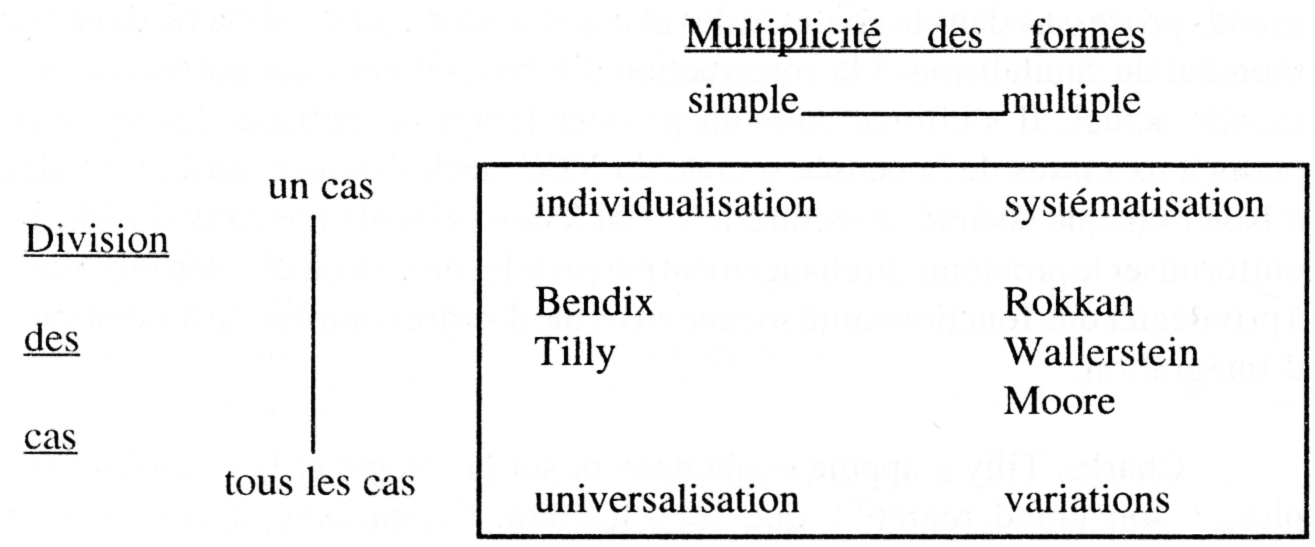 Multiplicité des formes
simple multiple
un cas individualisation systématisation
Division
Bendix Rokkan
des Tilly Wallerstein
Moore
cas
tous les cas universalisation variations